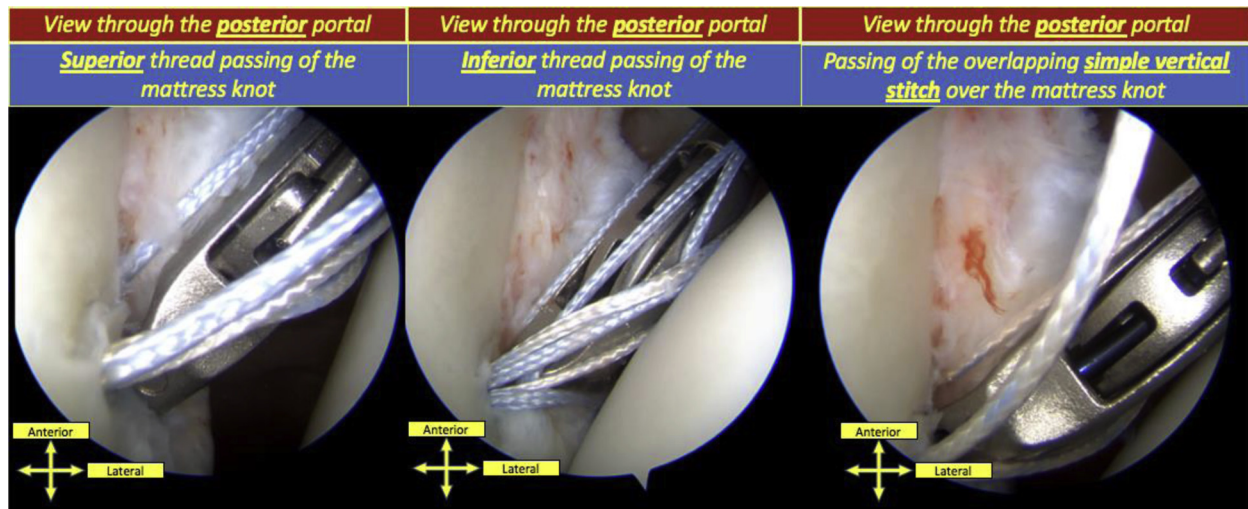 View through the posterior portal
Superior thread passing of the
mattress knot
Anterior
Lateral
View through the posterior portal
Inferior thread passing of the
mattress knot
Anterior
Lateral
View through the posterior portal
Passing of the overlapping simple vertical
stitch over the mattress knot
Anterior
Lateral